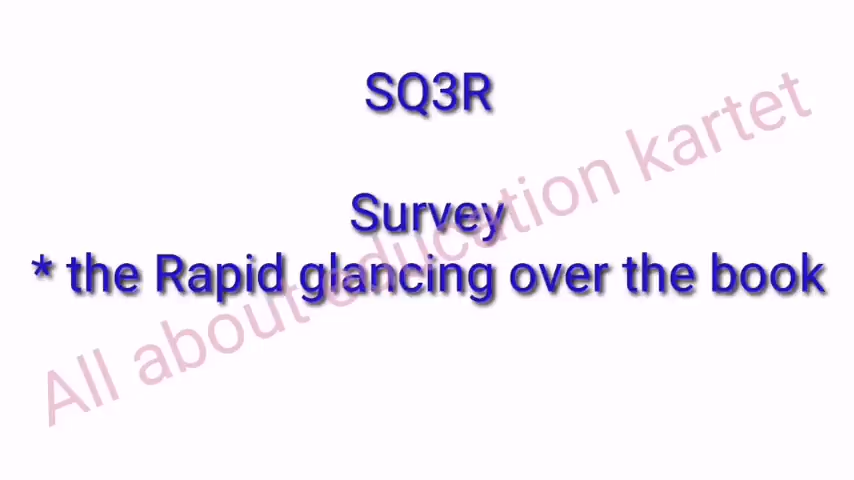 SQ3R
Survey
* the Rapid glancing over the book
All about education kartet